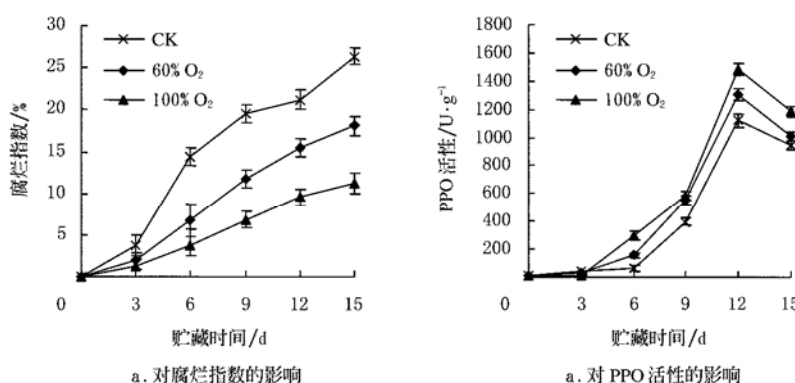 30
25
20
15
10
5
0
腐烂指数/%
CK
60% O₂
100% O₂
3 6 9 12 15
贮藏时间/d
a.对腐烂指数的影响
1800
1600
1400
1200
1000
800
600
400
200
0
PPO 活性/U·g⁻¹
CK
60% O₂
100% O₂
3 6 9 12 15
贮藏时间/d
a.对 PPO 活性的影响